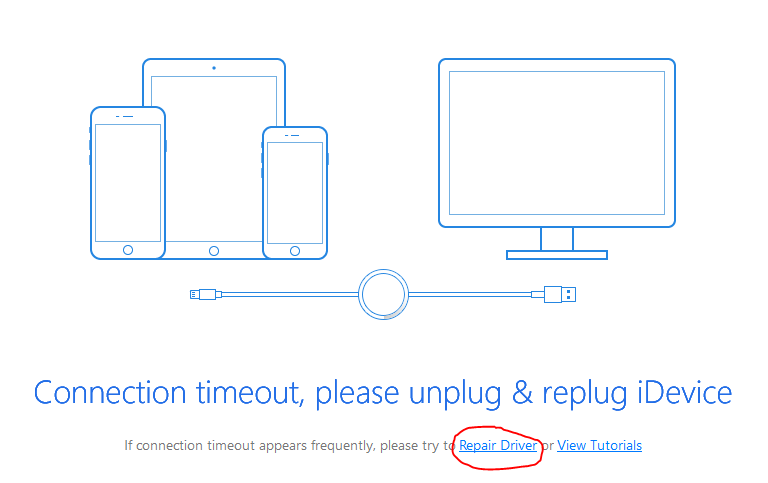 Connection timeout, please unplug & replug iDevice
If connection timeout appears frequently, please try to Repair Driver or View Tutorials